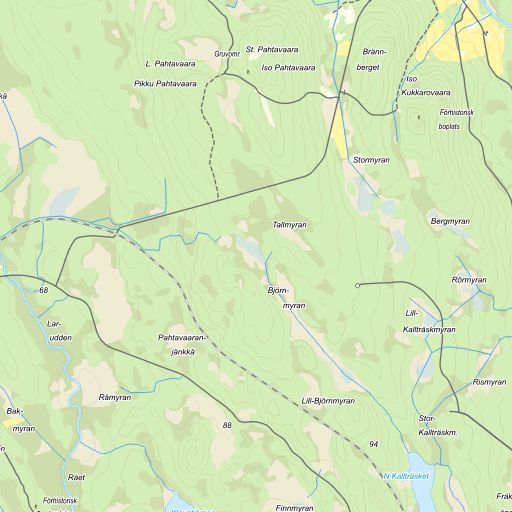 St. Pahtavaara
Gruvomr.
Bränn-
berget
L. Pahtavaara
Iso Pahtavaara
Pikku Pahtavaara
Iso
Kukkarovaara
Förhistorisk
boplats
Stormyran
Tallmyran
Bergmyran
Rörmyran
68
Björn-
myran
Lill-
Kallträskmyran
Lar-
udden
Pahtavaaran-
jänkkä
Rismyran
Rämyran
Lill-Björnmyran
Bak-
myran
88
Stor-
Kallträskm.
94
Räet
N Kallträsket
Förhistorisk
Finnmyran